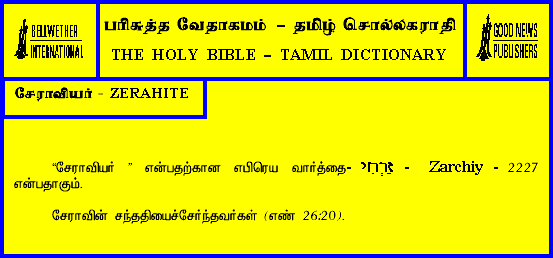 BELLWETHER
INTERNATIONAL
பரிசுத்த வேதாகமம் – தமிழ் சொல்லகராதி
THE HOLY BIBLE – TAMIL DICTIONARY
GOOD NEWS
PUBLISHERS
சேராவியர் - ZERAHITE
“சேராவியர் ” என்பதற்கான எபிரெய வார்த்தை- זַרְחִי - Zarchiy - 2227
என்பதாகும்.
சேராவின் சந்ததியைச்சேர்ந்தவர்கள் (எண் 26:20).